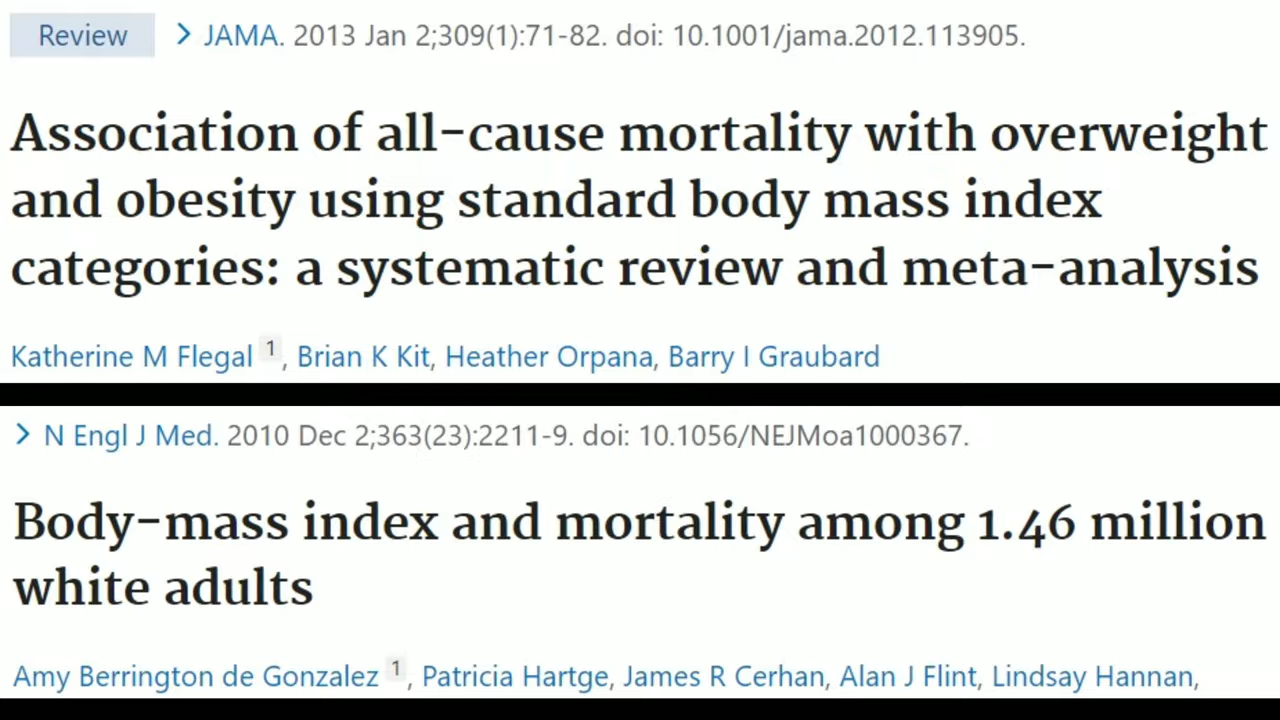 Review > JAMA. 2013 Jan 2;309(1):71-82. doi: 10.1001/jama.2012.113905.
Association of all-cause mortality with overweight
and obesity using standard body mass index
categories: a systematic review and meta-analysis
Katherine M Flegal 1, Brian K Kit, Heather Orpana, Barry I Graubard
> N Engl J Med. 2010 Dec 2;363(23):2211-9. doi: 10.1056/NEJMoa1000367.
Body-mass index and mortality among 1.46 million
white adults
Amy Berrington de Gonzalez 1, Patricia Hartge, James R Cerhan, Alan J Flint, Lindsay Hannan,